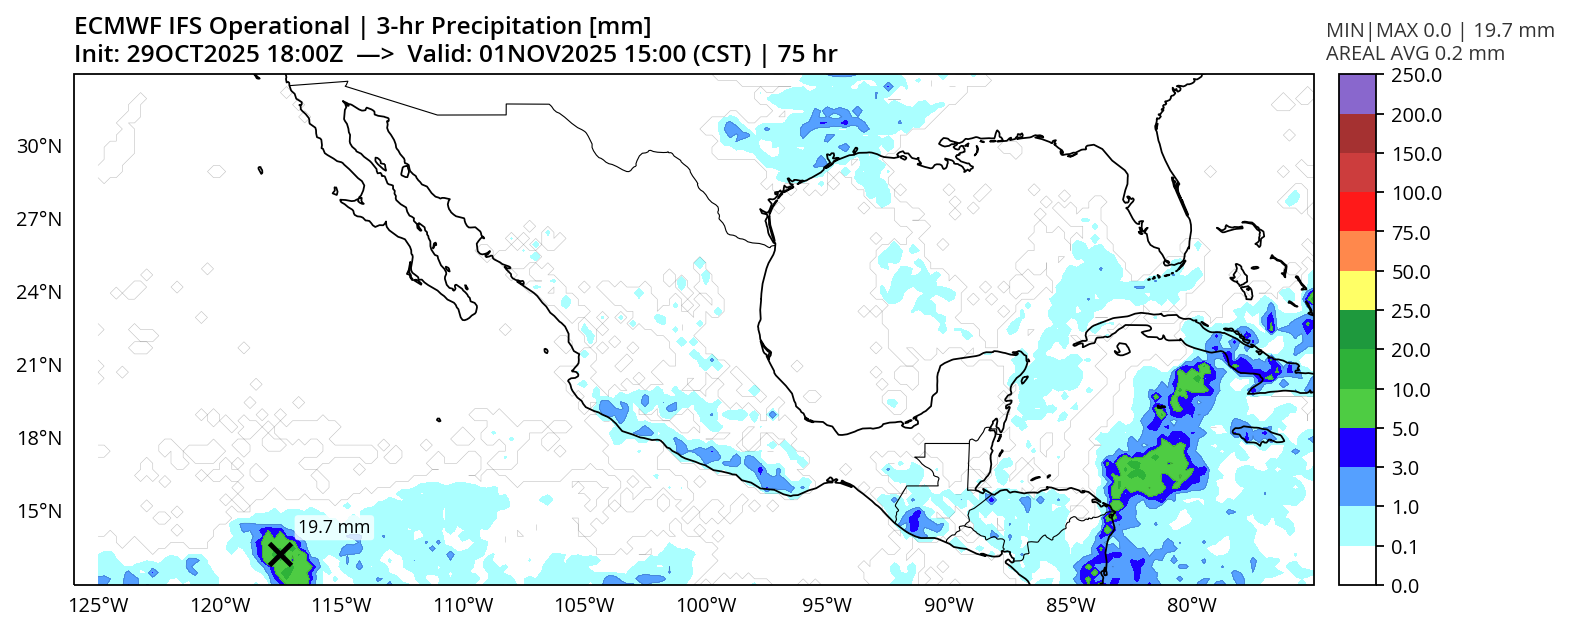 ECMWF IFS Operational | 3-hr Precipitation [mm]
Init: 29OCT2025 18:00Z —> Valid: 01NOV2025 15:00 (CST) | 75 hr
MIN|MAX 0.0 | 19.7 mm
AREAL AVG 0.2 mm
30°N
27°N
24°N
21°N
18°N
15°N
19.7 mm
125°W
120°W
115°W
110°W
105°W
100°W
95°W
90°W
85°W
80°W
250.0
200.0
150.0
100.0
75.0
50.0
25.0
20.0
10.0
5.0
3.0
1.0
0.1
0.0